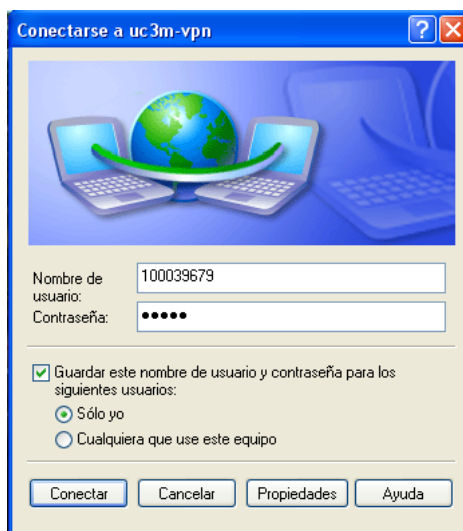 Conectarse a uc3m-vpn
Nombre de
usuario:
100039679
Contraseña:
•••••
Guardar este nombre de usuario y contraseña para los
siguientes usuarios:
Sólo yo
Cualquiera que use este equipo
Conectar
Cancelar
Propiedades
Ayuda